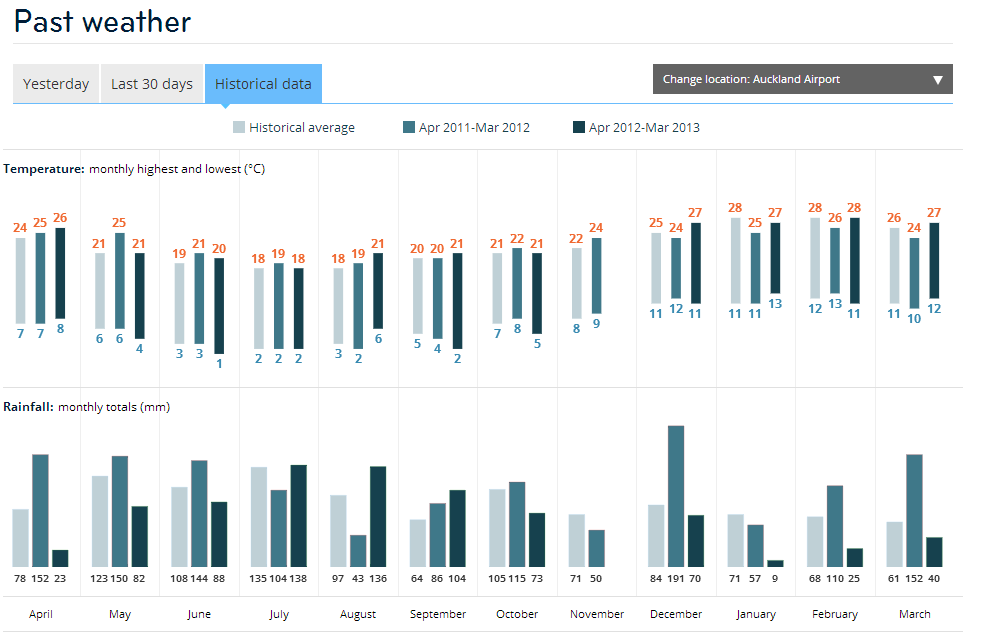 Past weather
Yesterday Last 30 days Historical data Change location: Auckland Airport
Historical average Apr 2011-Mar 2012 Apr 2012-Mar 2013
Temperature: monthly highest and lowest (°C)
24 25 26 21 25 21 19 21 20 18 19 18 18 19 21 20 20 21 21 22 21 22 24 25 24 27 28 25 27 28 26 28 26 24 27
7 7 8 6 6 4 3 3 1 2 2 2 3 2 6 5 4 2 7 8 5 8 9 11 12 11 11 11 13 12 13 11 11 10 12
Rainfall: monthly totals (mm)
78 152 23 123 150 82 108 144 88 135 104 138 97 43 136 64 86 104 105 115 73 71 50 84 191 70 71 57 9 68 110 25 61 152 40
April May June July August September October November December January February March